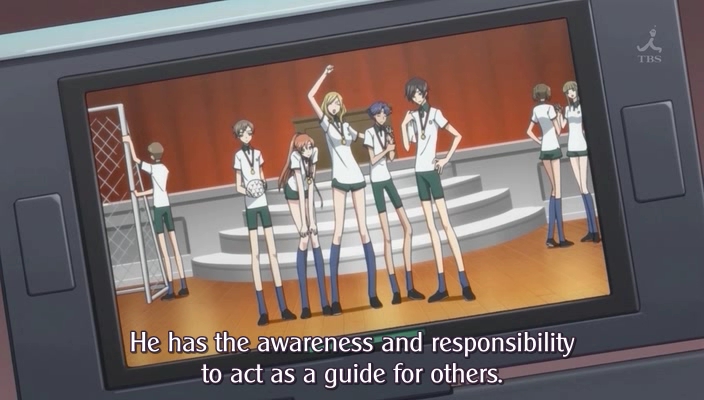 TBS
He has the awareness and responsibility
to act as a guide for others.